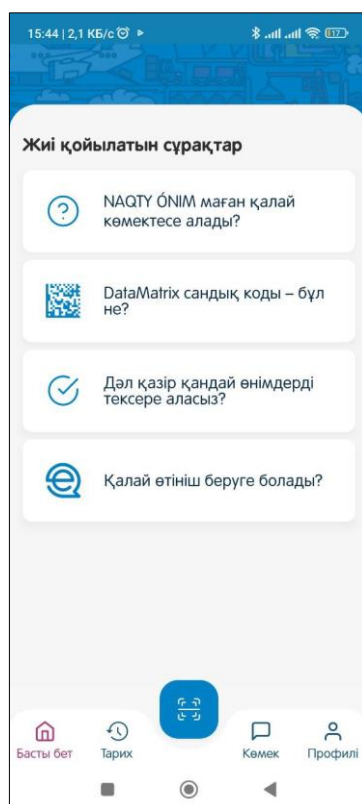 15:44 | 2,1 КБ/с
17
Жиі қойылатын сұрақтар
NAQTY ÓNIM маған қалай
көмектесе алады?
DataMatrix сандық коды – бұл
не?
Дәл қазір қандай өнімдерді
тексере аласыз?
Қалай өтініш беруге болады?
Басты бет
Тарих
Көмек
Профилі